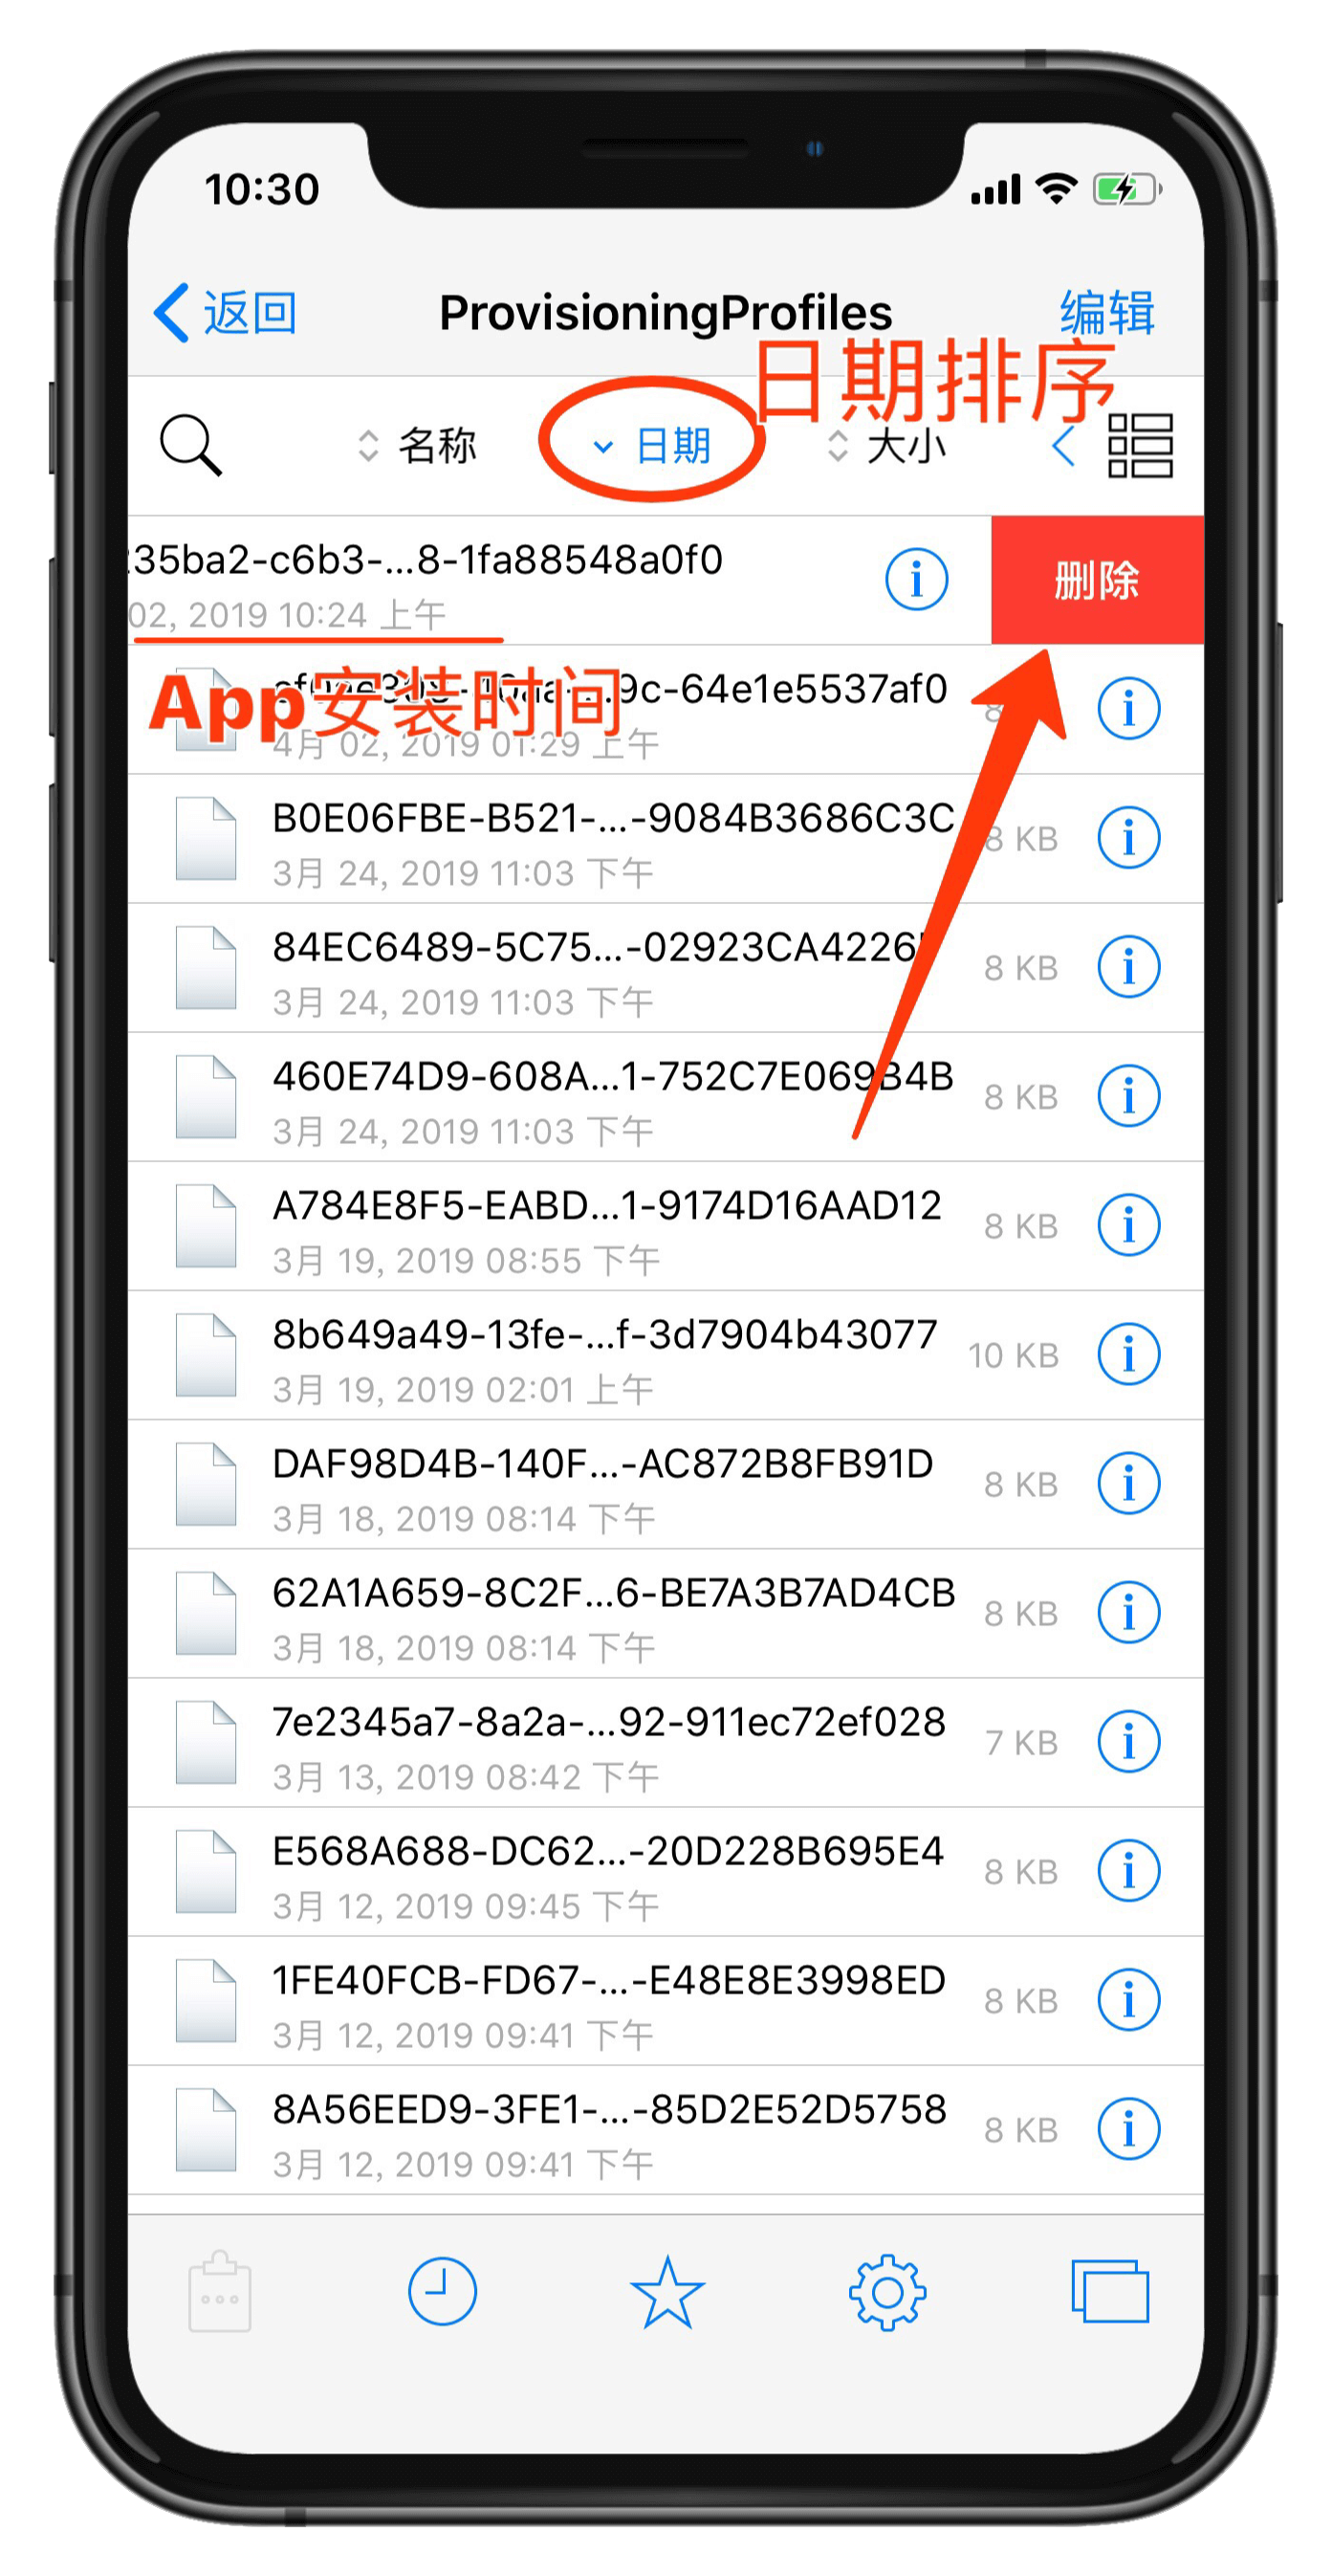 10:30
返回
ProvisioningProfiles
编辑
日期排序
名称
日期
大小
35ba2-c6b3-...8-1fa88548a0f0
02, 2019 10:24 上午
删除
App安装时间
9c-64e1e5537af0
4月 02, 2019 01:29 上午
B0E06FBE-B521-...-9084B3686C3C
8 KB
3月 24, 2019 11:03 下午
84EC6489-5C75...-02923CA4226
8 KB
3月 24, 2019 11:03 下午
460E74D9-608A...1-752C7E069B4B
8 KB
3月 24, 2019 11:03 下午
A784E8F5-EABD...1-9174D16AAD12
8 KB
3月 19, 2019 08:55 下午
8b649a49-13fe-...f-3d7904b43077
10 KB
3月 19, 2019 02:01 上午
DAF98D4B-140F...-AC872B8FB91D
8 KB
3月 18, 2019 08:14 下午
62A1A659-8C2F...6-BE7A3B7AD4CB
8 KB
3月 18, 2019 08:14 下午
7e2345a7-8a2a-...92-911ec72ef028
7 KB
3月 13, 2019 08:42 下午
E568A688-DC62...-20D228B695E4
8 KB
3月 12, 2019 09:45 下午
1FE40FCB-FD67-...-E48E8E3998ED
8 KB
3月 12, 2019 09:41 下午
8A56EED9-3FE1-...-85D2E52D5758
8 KB
3月 12, 2019 09:41 下午